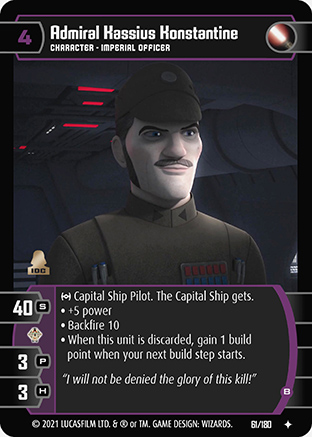 4
Admiral Kassius Konstantine
CHARACTER - IMPERIAL OFFICER
100
40 S
Capital Ship Pilot. The Capital Ship gets.
• +5 power
• Backfire 10
• When this unit is discarded, gain 1 build
point when your next build step starts.
3 P
3 H
“I will not be denied the glory of this kill!”
B
© 2021 LUCASFILM LTD. & ® or TM. GAME DESIGN: WIZARDS.
61/180